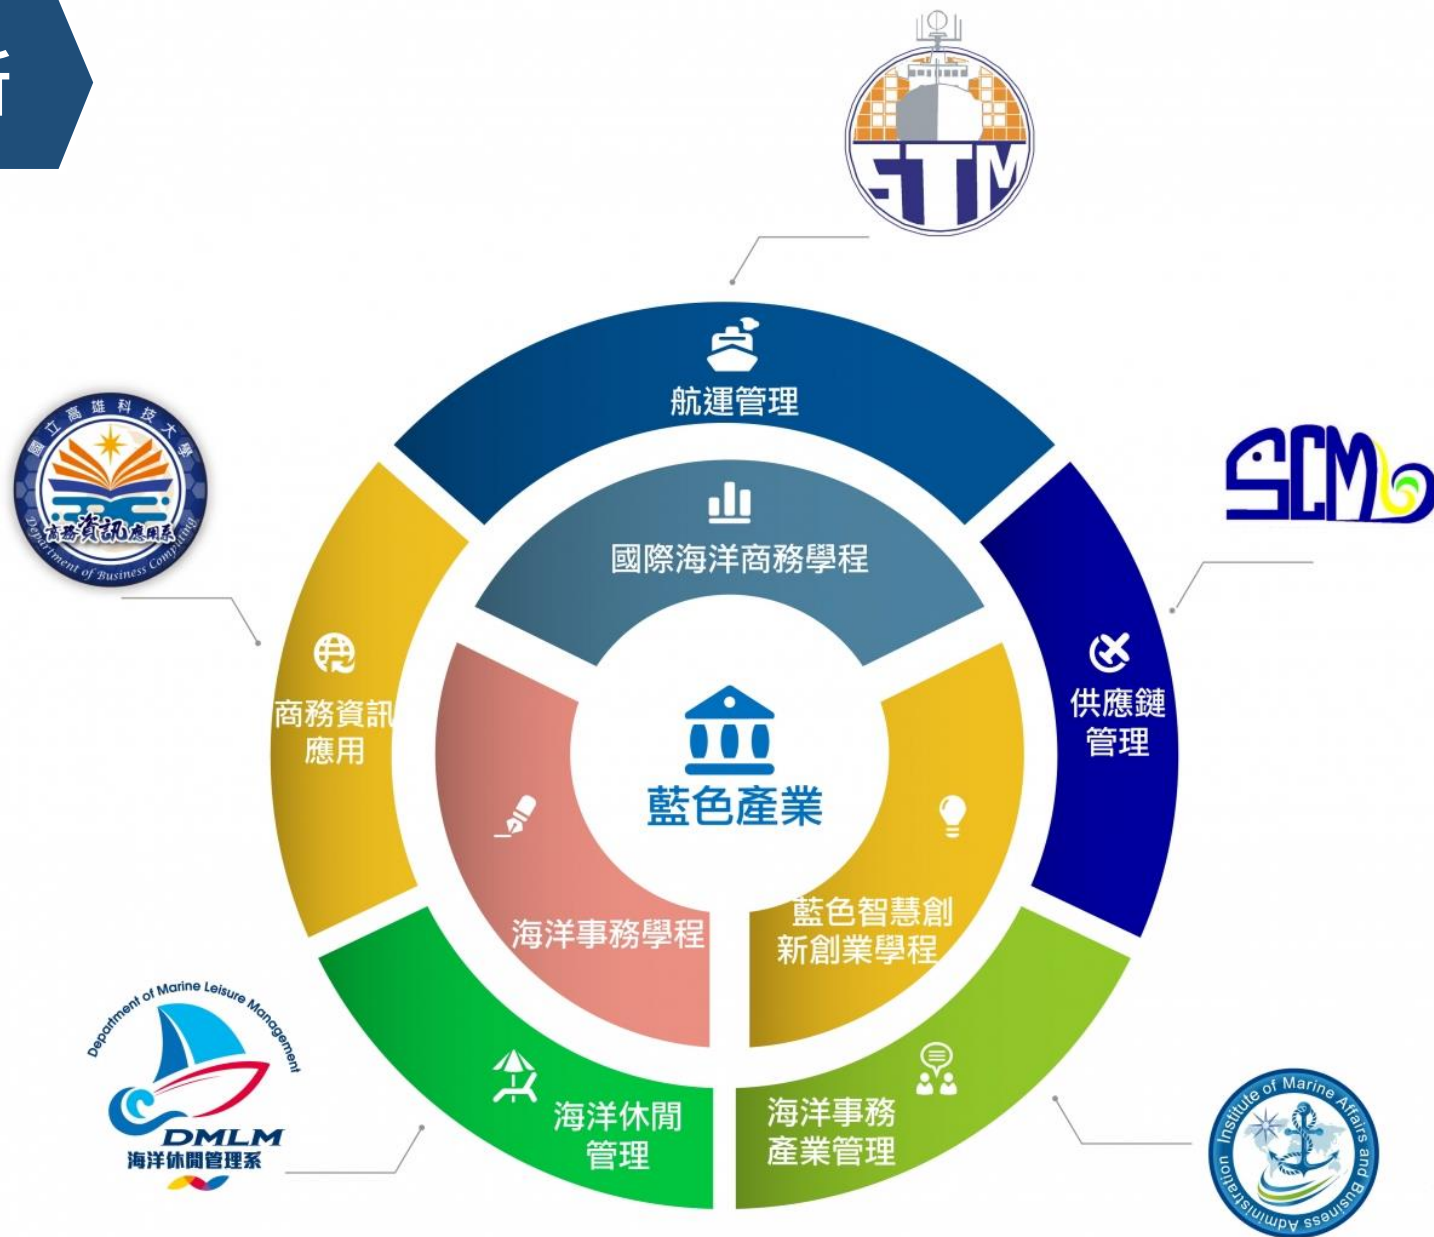 STM
航運管理
國立高雄科技大學
商務資訊應用系
Department of Business Computing
SCM
國際海洋商務學程
商務資訊
應用
供應鏈
管理
藍色產業
海洋事務學程
藍色智慧創
新創業學程
Department of Marine Leisure Management
DMLM
海洋休閒管理系
海洋休閒
管理
海洋事務
產業管理
Institute of Marine Affairs and Business Administration